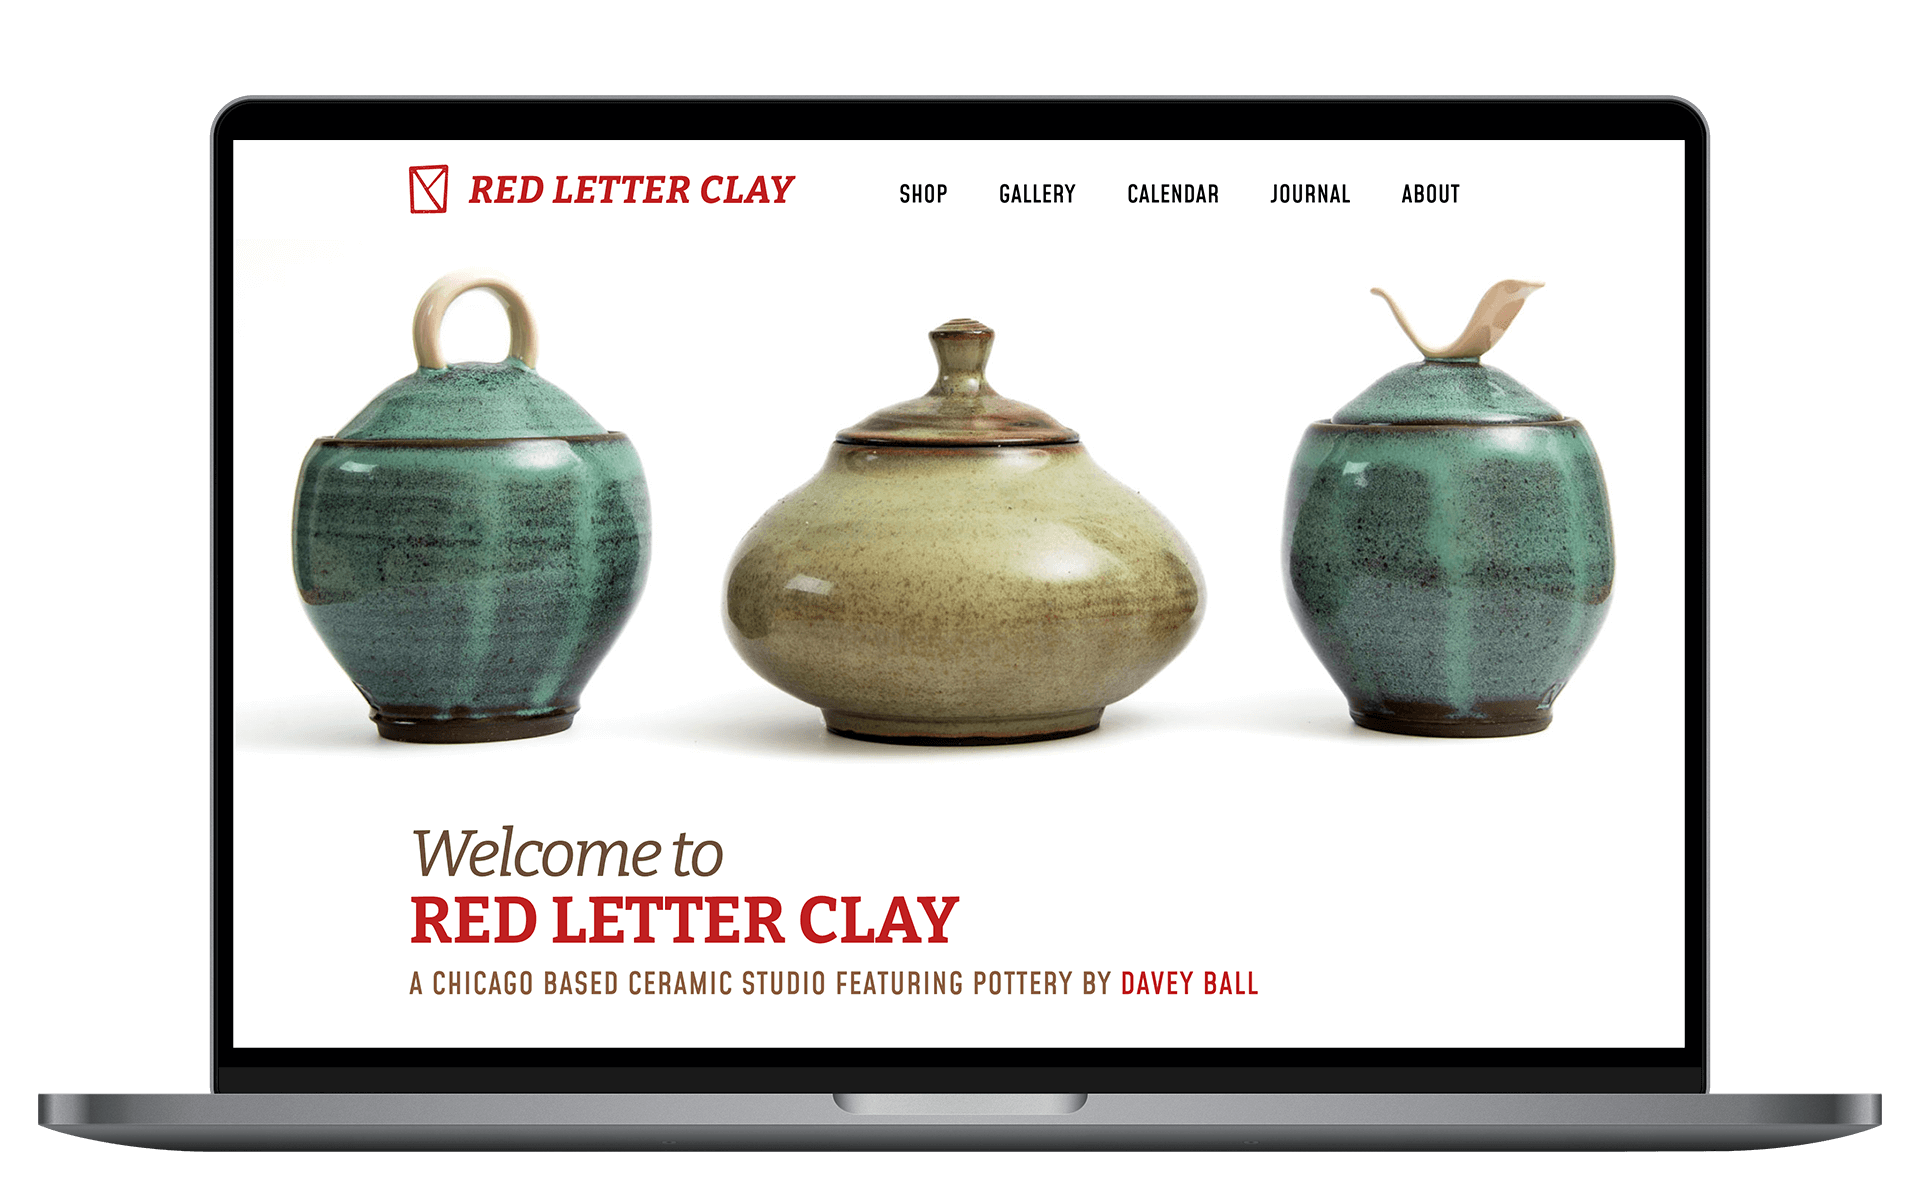 RED LETTER CLAY
SHOP GALLERY CALENDAR JOURNAL ABOUT
Welcome to
RED LETTER CLAY
A CHICAGO BASED CERAMIC STUDIO FEATURING POTTERY BY DAVEY BALL